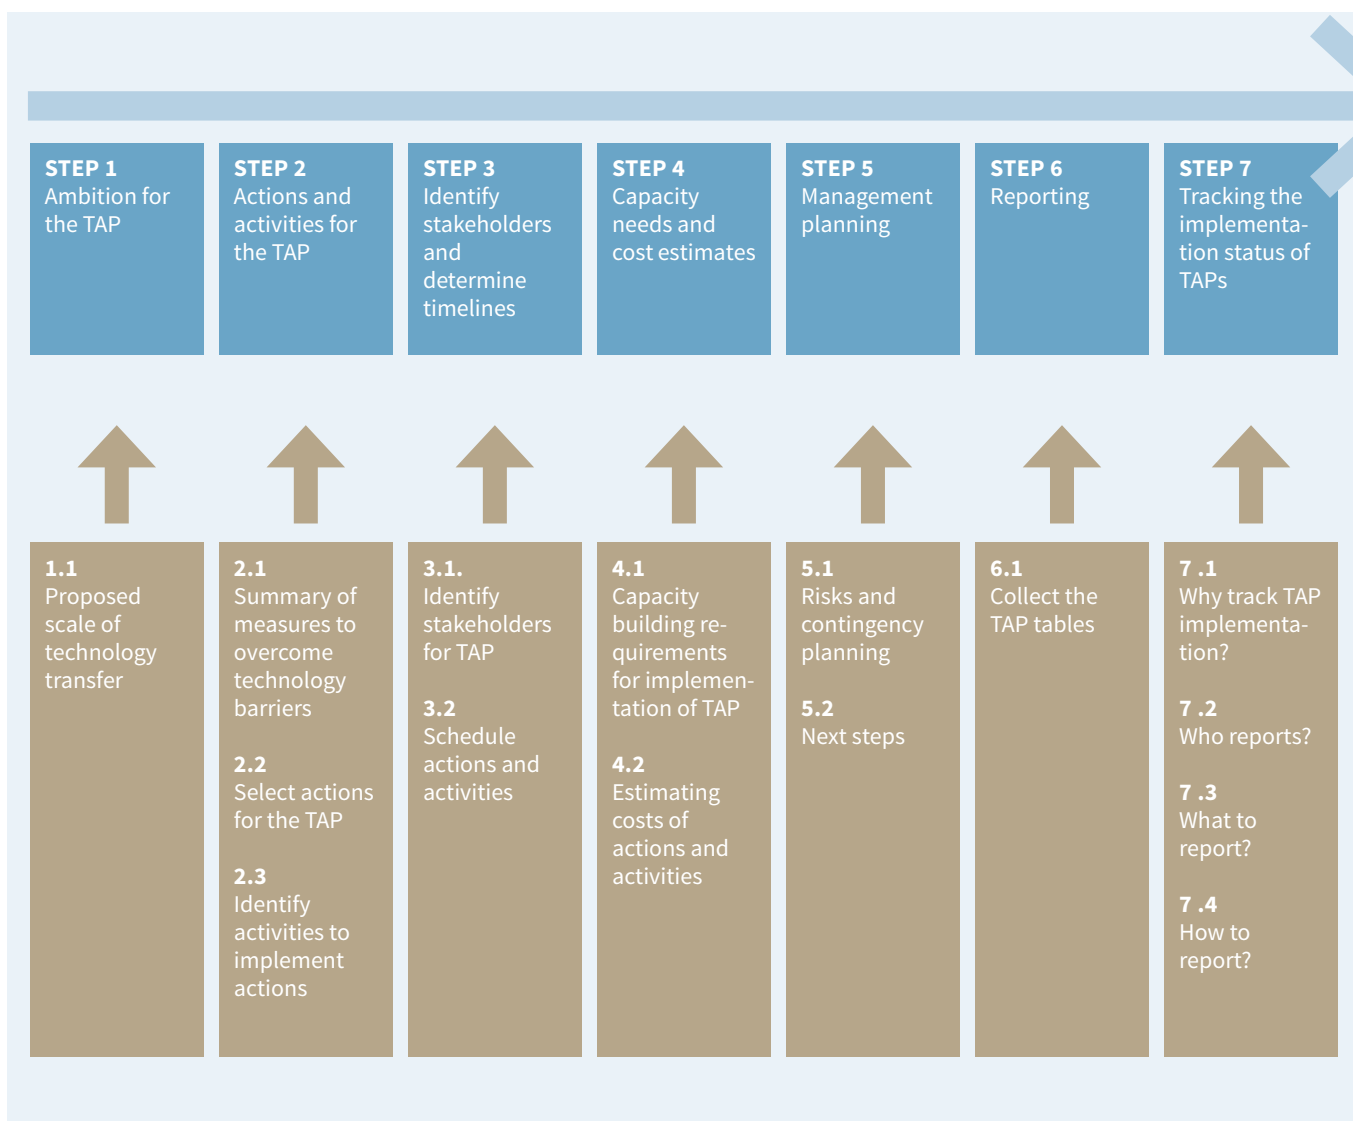 STEP 1
Ambition for
the TAP
STEP 2
Actions and
activities for
the TAP
STEP 3
Identify
stakeholders
and
determine
timelines
STEP 4
Capacity
needs and
cost estimates
STEP 5
Management
planning
STEP 6
Reporting
STEP 7
Tracking the
implementa-
tion status of
TAPs
1.1
Proposed
scale of
technology
transfer
2.1
Summary of
measures to
overcome
technology
barriers
2.2
Select actions
for the TAP
2.3
Identify
activities to
implement
actions
3.1.
Identify
stakeholders
for TAP
3.2
Schedule
actions and
activities
4.1
Capacity
building re-
quirements
for implemen-
tation of TAP
4.2
Estimating
costs of
actions and
activities
5.1
Risks and
contingency
planning
5.2
Next steps
6.1
Collect the
TAP tables
7 .1
Why track TAP
implementa-
tion?
7 .2
Who reports?
7 .3
What to
report?
7 .4
How to
report?